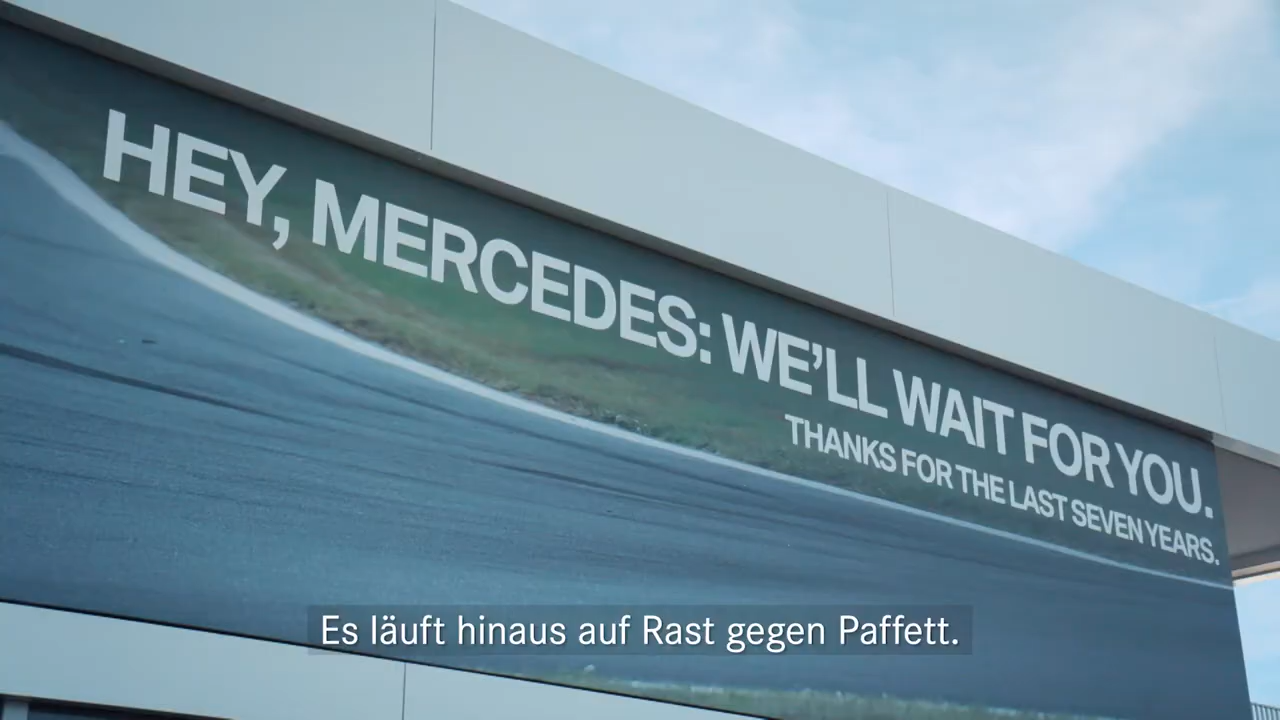 HEY, MERCEDES: WE'LL WAIT FOR YOU.
THANKS FOR THE LAST SEVEN YEARS.
Es läuft hinaus auf Rast gegen Paffett.